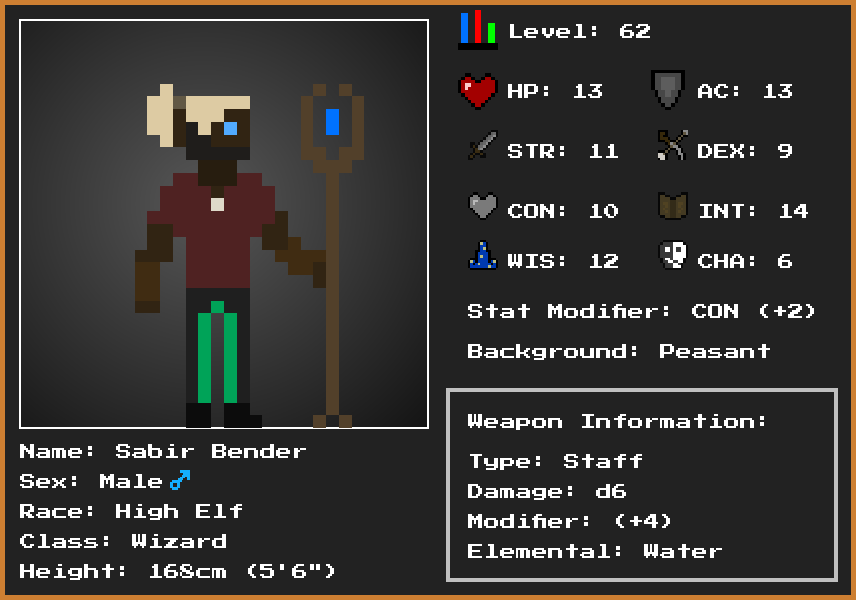 Level: 62
HP: 13
AC: 13
STR: 11
DEX: 9
CON: 10
INT: 14
WIS: 12
CHA: 6
Stat Modifier: CON (+2)
Background: Peasant
Weapon Information:
Type: Staff
Damage: d6
Modifier: (+4)
Elemental: Water
Name: Sabir Bender
Sex: Male ♂
Race: High Elf
Class: Wizard
Height: 168cm (5'6")